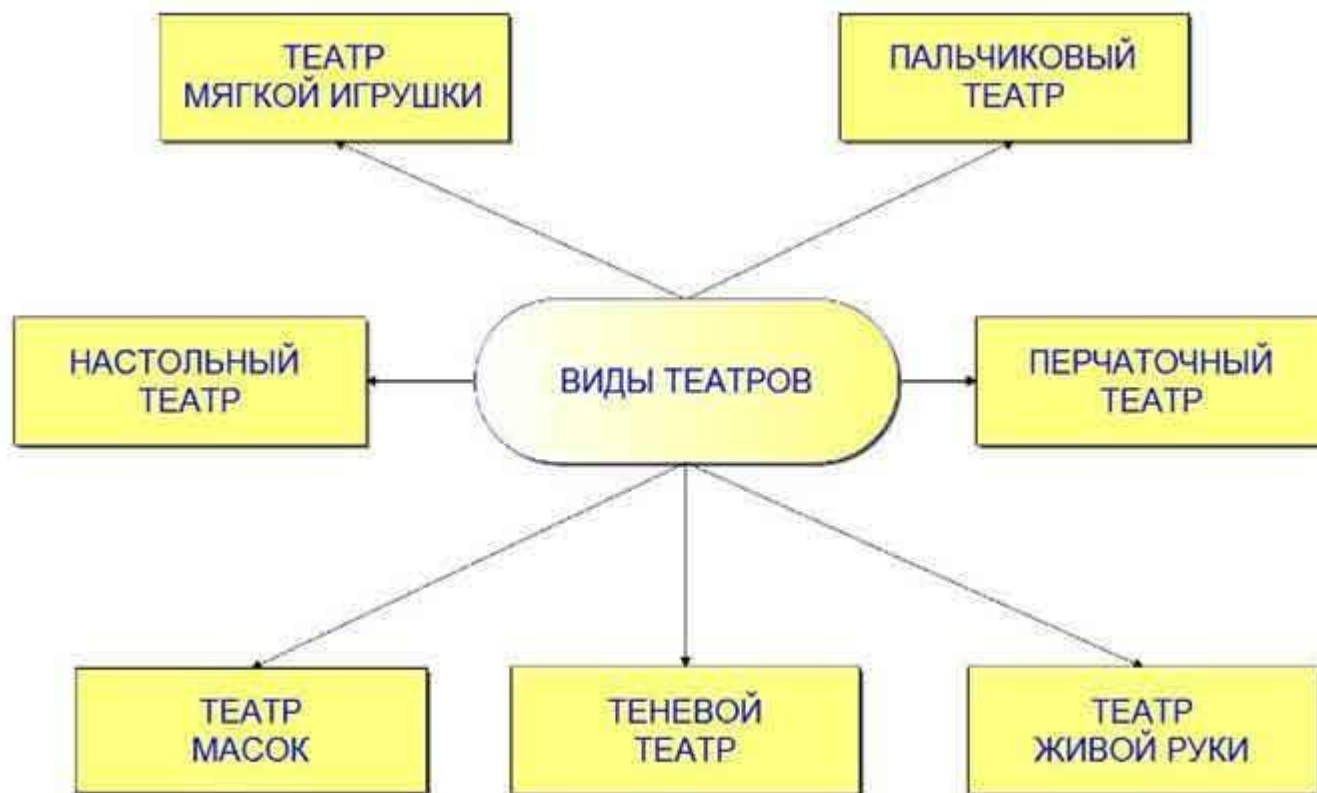 ТЕАТР
МЯГКОЙ ИГРУШКИ
ПАЛЬЧИКОВЫЙ
ТЕАТР
НАСТОЛЬНЫЙ
ТЕАТР
ВИДЫ ТЕАТРОВ
ПЕРЧАТОЧНЫЙ
ТЕАТР
ТЕАТР
МАСОК
ТЕНЕВОЙ
ТЕАТР
ТЕАТР
ЖИВОЙ РУКИ